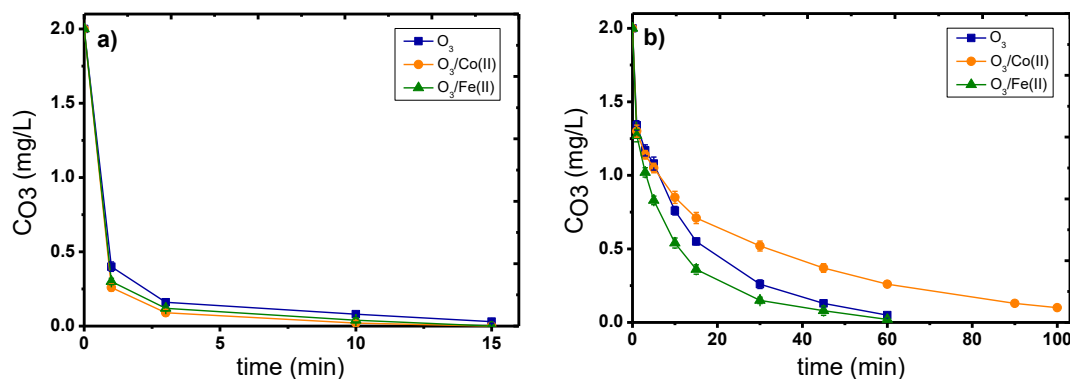 a)
O₃
O₃/Co(II)
O₃/Fe(II)
2.0
1.5
1.0
0.5
0.0
C_O3 (mg/L)
0
5
10
15
time (min)
b)
O₃
O₃/Co(II)
O₃/Fe(II)
2.0
1.5
1.0
0.5
0.0
C_O3 (mg/L)
0
20
40
60
80
100
time (min)